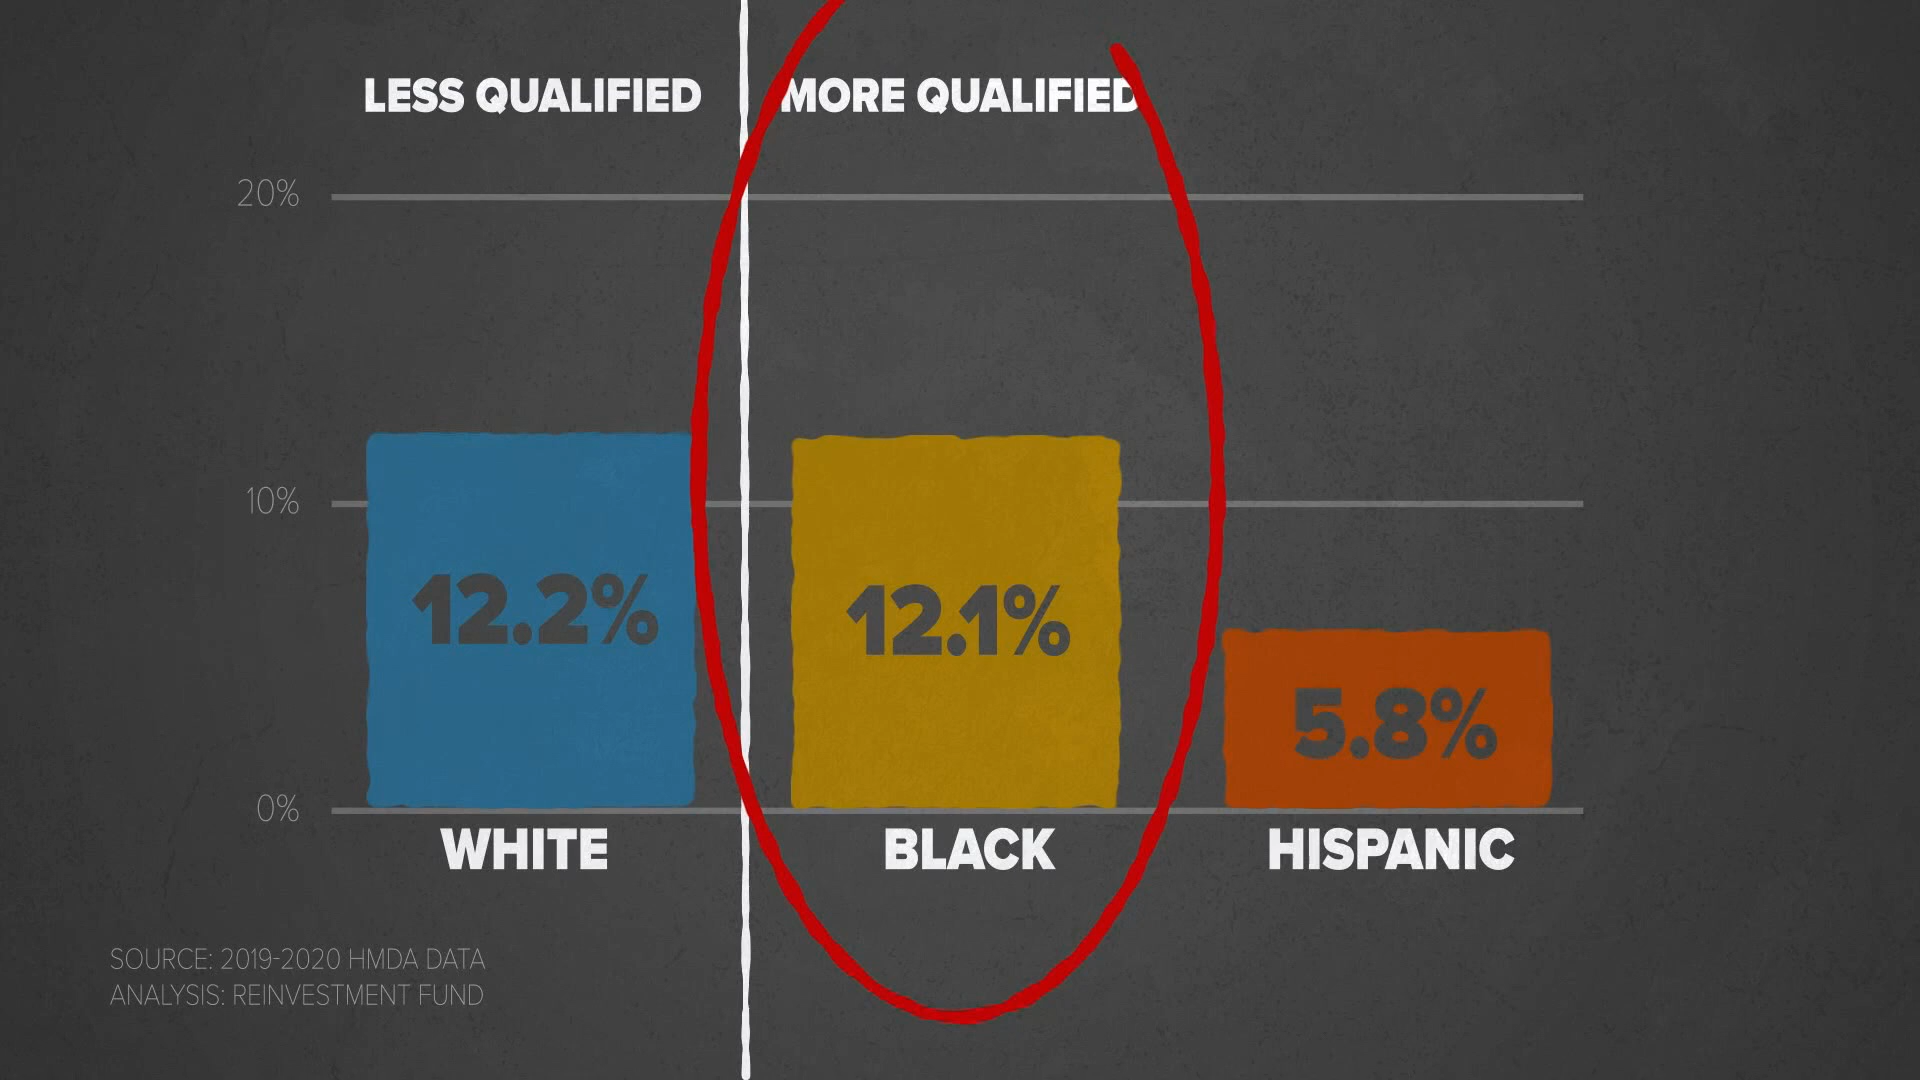 LESS QUALIFIED
MORE QUALIFIED
20%
10%
0%
12.2%
12.1%
5.8%
WHITE
BLACK
HISPANIC
SOURCE: 2019-2020 HMDA DATA
ANALYSIS: REINVESTMENT FUND